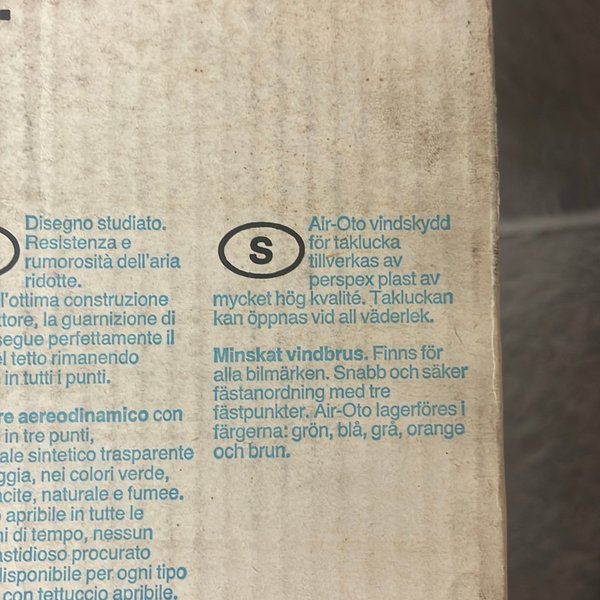 Disegno studiato.
Resistenza e
rumorosità dell'aria
ridotte.
l'ottima construzione
ttore, la guarnizione di
segue perfettamente il
el tetto rimanendo
in tutti i punti.
re aereodinamico con
in tre punti,
ale sintetico trasparente
ggia, nei colori verde,
acite, naturale e fumee.
o apribile in tutte le
ni di tempo, nessun
astidioso procurato
disponibile per ogni tipo
con tettuccio apribile.
S
Air-Oto vindskydd
för taklucka
tillverkas av
perspex plast av
mycket hög kvalité. Takluckan
kan öppnas vid all väderlek.
Minskat vindbrus. Finns för
alla bilmärken. Snabb och säker
fästanordning med tre
fästpunkter. Air-Oto lagerföres i
färgerna: grön, blå, grå, orange
och brun.